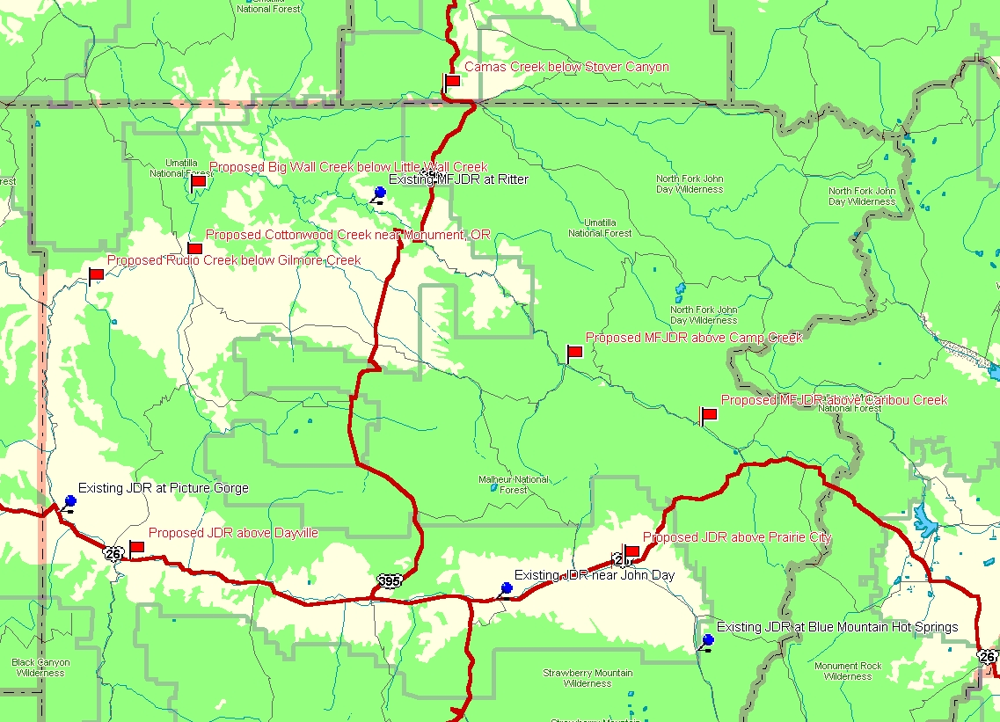 Umatilla
National Forest
Camas Creek below Stover Canyon
Umatilla
National Forest
Proposed Big Wall Creek below Little Wall Creek
Existing MFJDR at Ritter
rest
North Fork John
Day Wilderness
North Fork John
Day Wilderness
Umatilla
National Forest
Proposed Cottonwood Creek near Monument, OR
Proposed Rudio Creek below Gilmore Creek
North Fork John
Day Wilderness
Proposed MFJDR above Camp Creek
Proposed MFJDR above Caribou Creek
National Forest
Malheur National
Forest
Existing JDR at Picture Gorge
Proposed JDR above Dayville
26
Proposed JDR above Prairie City
395
Existing JDR near John Day
Existing JDR at Blue Mountain Hot Springs
26
Black Canyon
Wilderness
Strawberry Mountain
Wilderness
Monument Rock
Wilderness
Strawberry Mountain